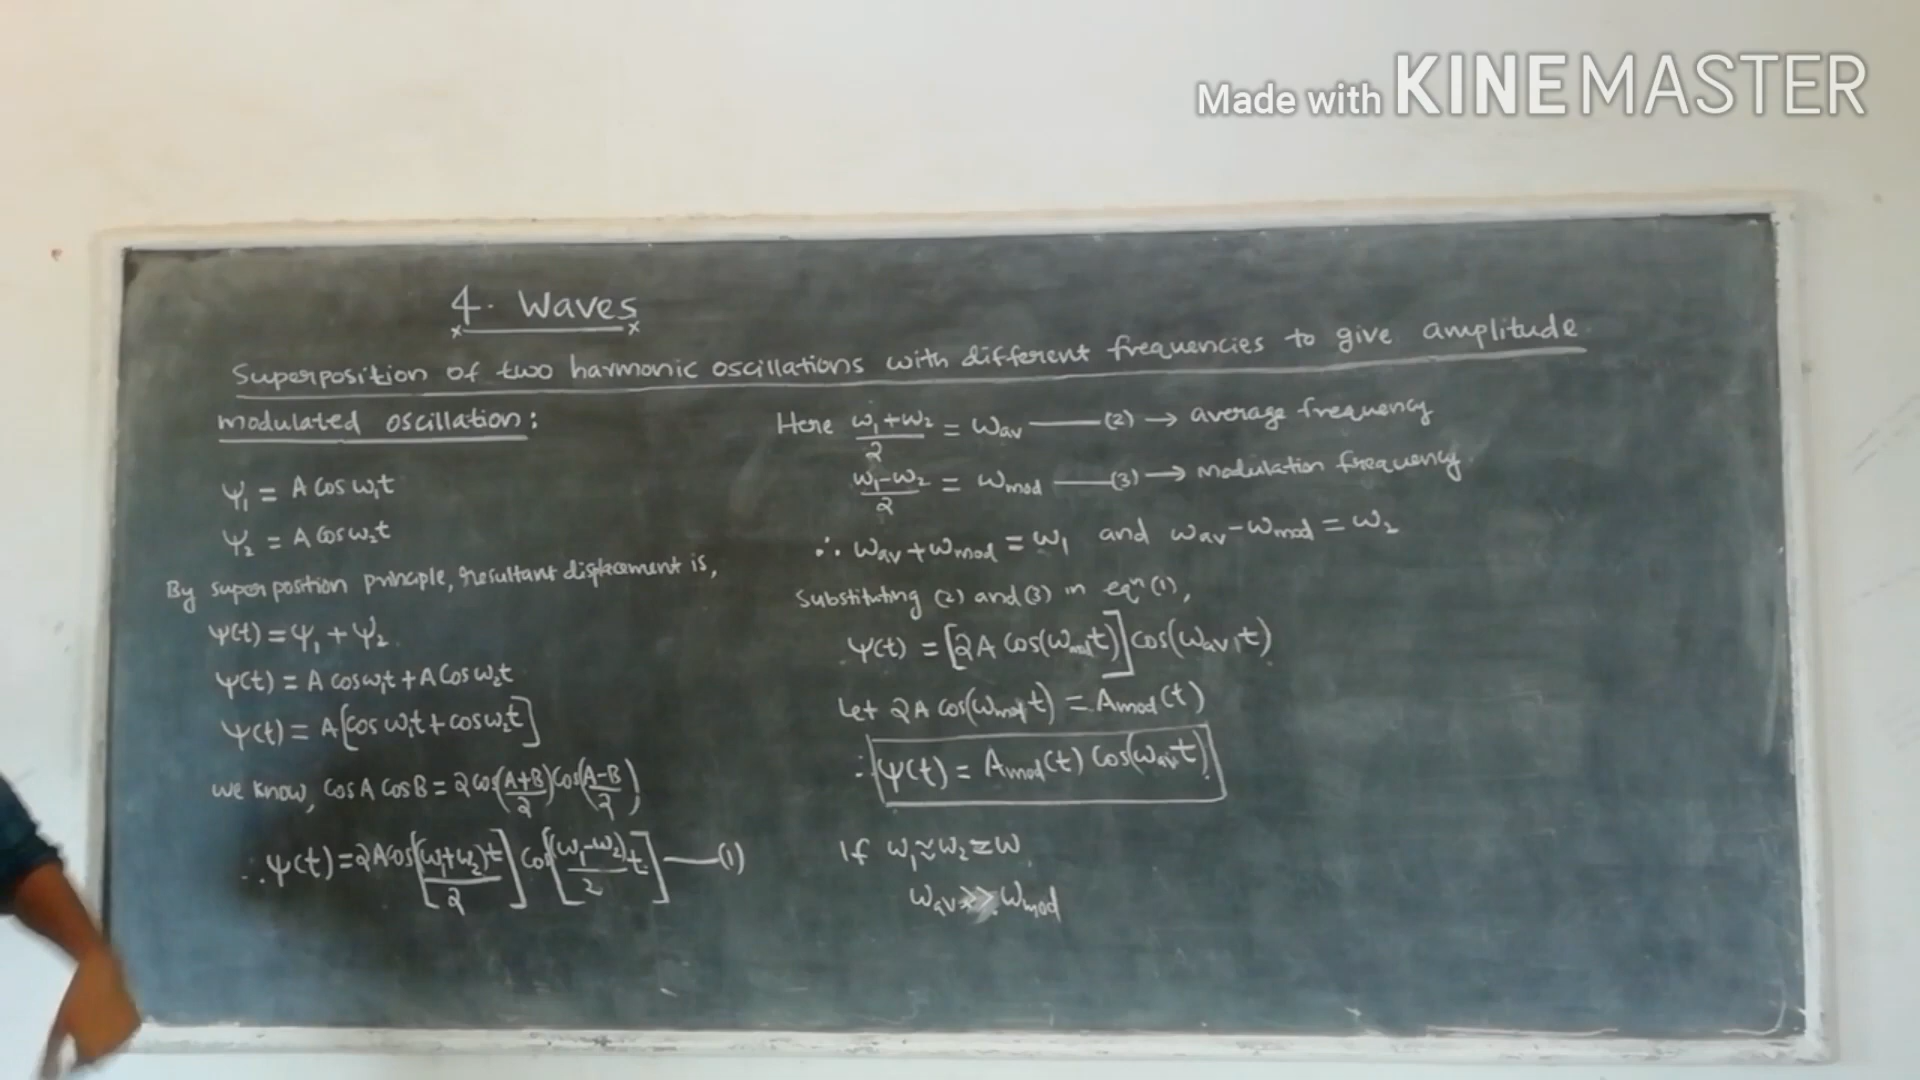 Made with KINEMASTER
4. Waves
Superposition of two harmonic oscillations with different frequencies to give amplitude
modulated oscillation:
Ψ₁ = A Cos ω₁t
Ψ₂ = A Cos ω₂t
By superposition principle, resultant displacement is,
Ψ(t) = Ψ₁ + Ψ₂
Ψ(t) = A cos ω₁t + A Cos ω₂t
Ψ(t) = A[cos ω₁t + cos ω₂t]
we know, Cos A Cos B = 2 cos((A+B)/2) Cos((A-B)/2)
∴ Ψ(t) = 2A cos[(ω₁+ω₂)t/2] Cos[(ω₁-ω₂)/2 t] —(1)
Here (ω₁+ω₂)/2 = ωav —(2) → average frequency
(ω₁-ω₂)/2 = ωmod —(3) → modulation frequency.
∴ ωav + ωmod = ω₁ and ωav - ωmod = ω₂
Substituting (2) and (3) in eqⁿ (1),
Ψ(t) = [2A Cos(ωmod t)] cos(ωav t)
Let 2A cos(ωmod t) = Amod(t)
∴ Ψ(t) = Amod(t) Cos(ωav t)
If ω₁ ≈ ω₂ ≈ ω
ωav >> ωmod